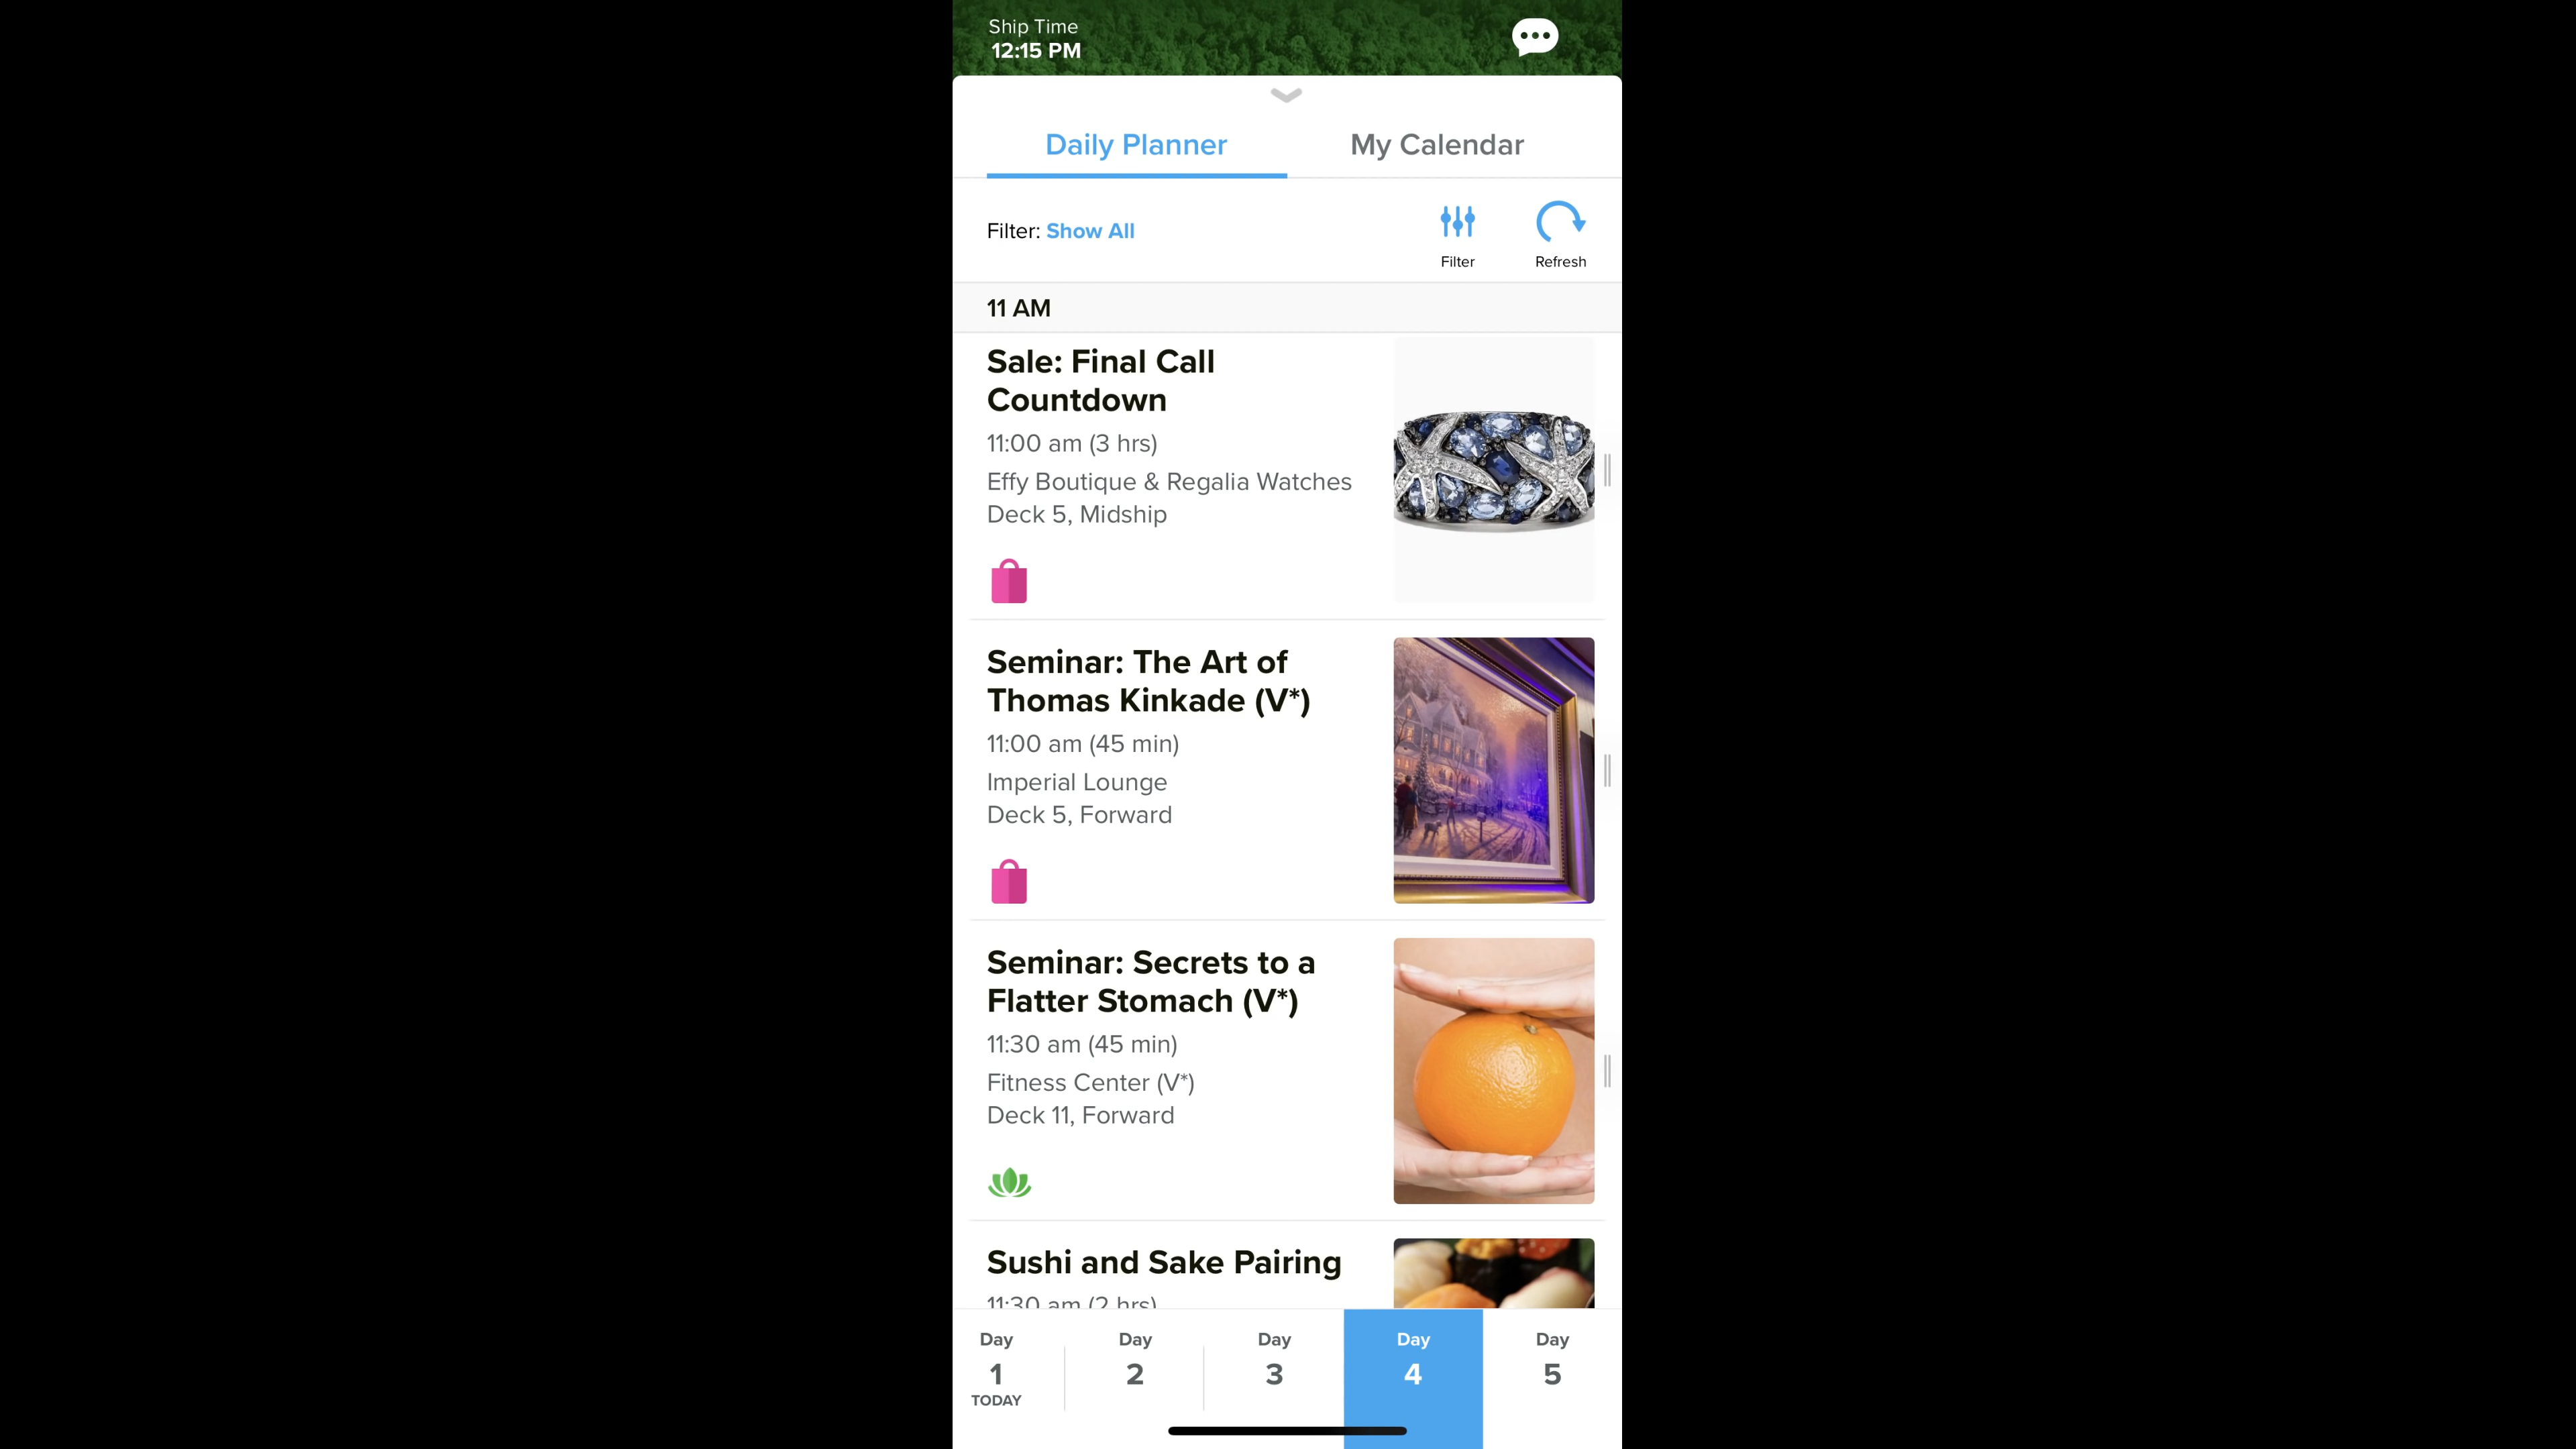 Ship Time
12:15 PM
Daily Planner
My Calendar
Filter: Show All
Filter
Refresh
11 AM
Sale: Final Call
Countdown
11:00 am (3 hrs)
Effy Boutique & Regalia Watches
Deck 5, Midship
Seminar: The Art of
Thomas Kinkade (V*)
11:00 am (45 min)
Imperial Lounge
Deck 5, Forward
Seminar: Secrets to a
Flatter Stomach (V*)
11:30 am (45 min)
Fitness Center (V*)
Deck 11, Forward
Sushi and Sake Pairing
11:30 am (2 hrs)
Day
1
TODAY
Day
2
Day
3
Day
4
Day
5